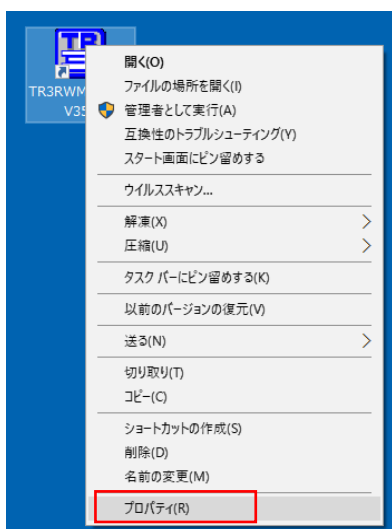 TR
TR3RWM
V35
開く(O)
ファイルの場所を開く(I)
管理者として実行(A)
互換性のトラブルシューティング(Y)
スタート画面にピン留めする
ウイルススキャン...
解凍(X)
圧縮(U)
タスク バーにピン留めする(K)
以前のバージョンの復元(V)
送る(N)
切り取り(T)
コピー(C)
ショートカットの作成(S)
削除(D)
名前の変更(M)
プロパティ(R)